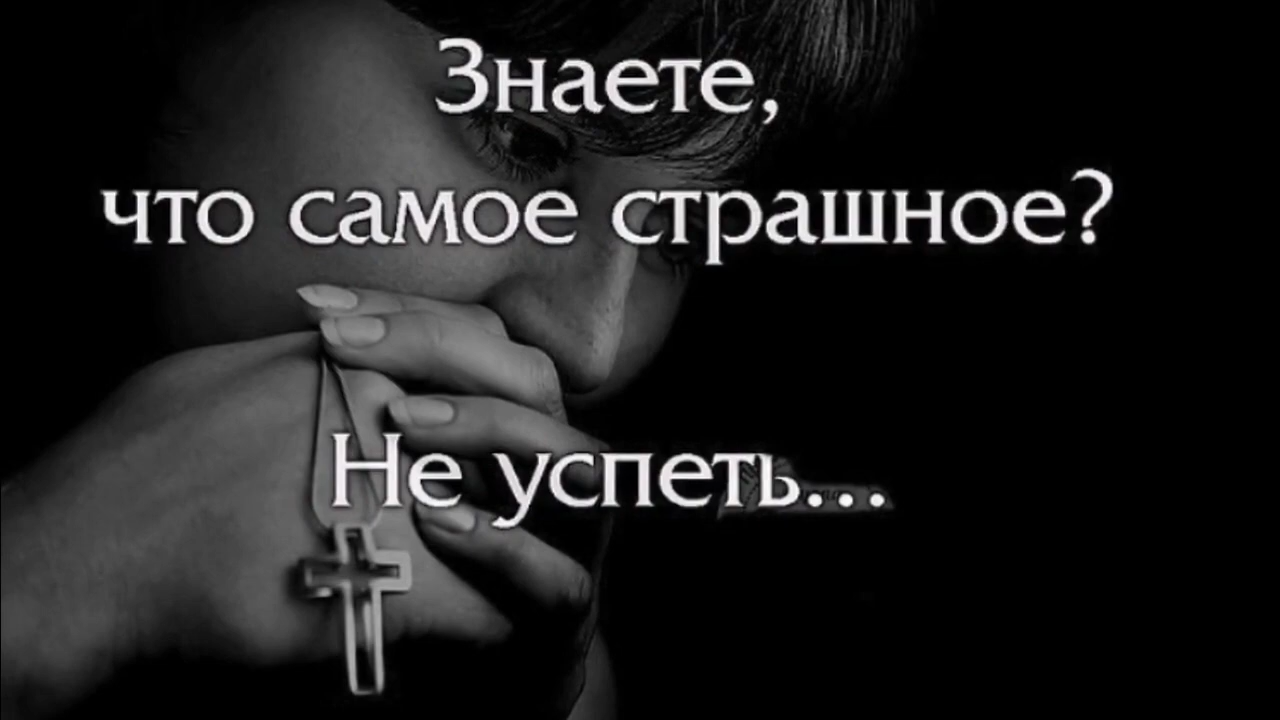 Знаете,
что самое страшное?
Не успеть...